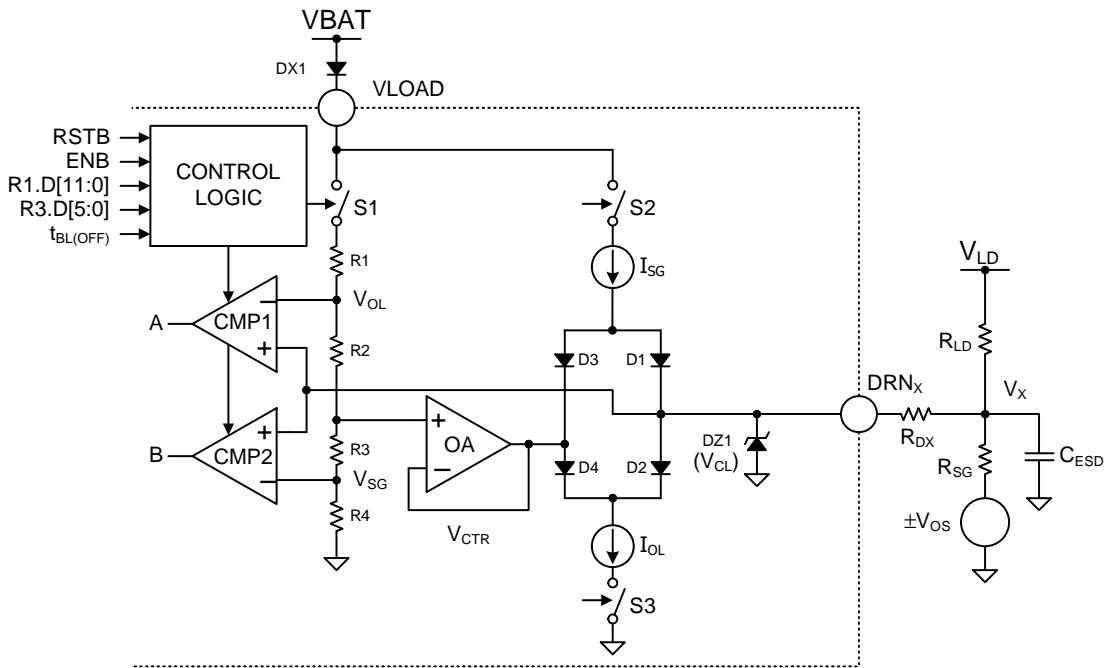 VBAT
DX1
VLOAD
RSTB
ENB
R1.D[11:0]
R3.D[5:0]
tBL(OFF)
CONTROL
LOGIC
S1
S2
R1
ISG
VLD
A
CMP1
−
+
VOL
R2
D3
D1
RLD
DRNX
VX
B
CMP2
+
−
R3
VSG
R4
+
OA
−
VCTR
D4
D2
DZ1
(VCL)
RDX
RSG
CESD
±VOS
IOL
S3